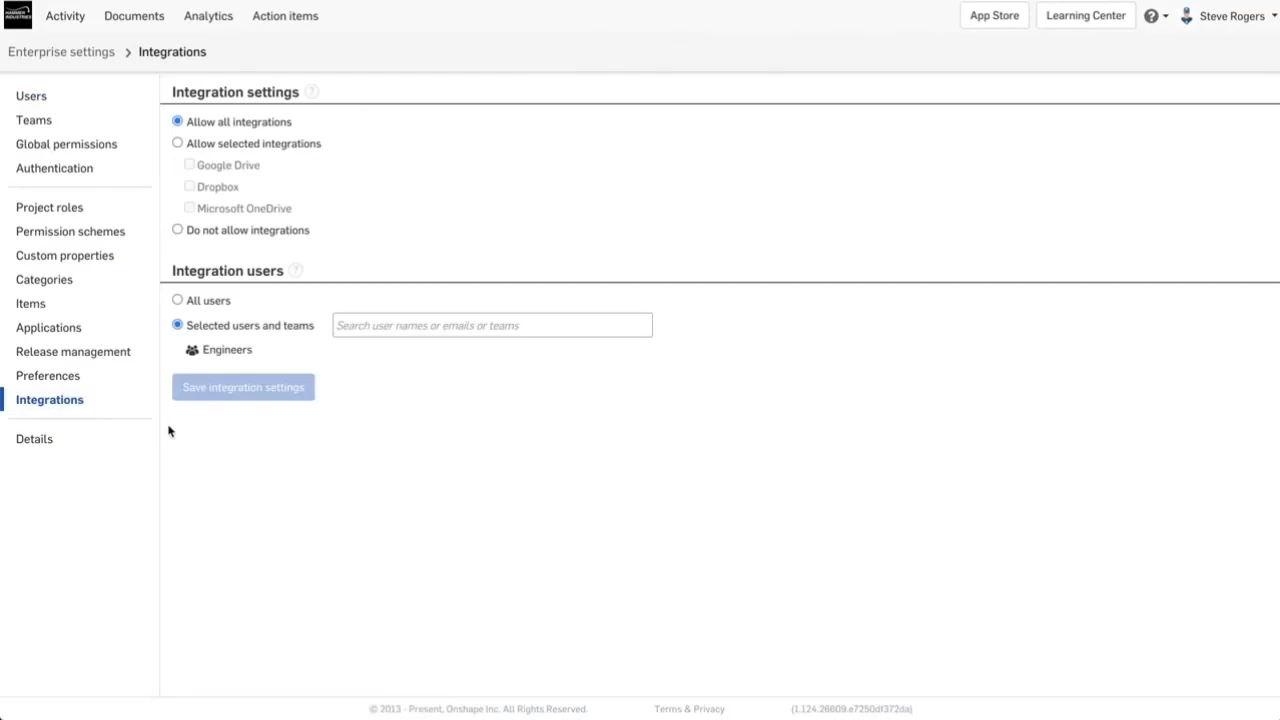 HAMMER
INDUSTRIES
Activity Documents Analytics Action items App Store Learning Center Steve Rogers
Enterprise settings > Integrations
Users
Teams
Global permissions
Authentication
Project roles
Permission schemes
Custom properties
Categories
Items
Applications
Release management
Preferences
Integrations
Details
Integration settings ?
Allow all integrations
Allow selected integrations
Google Drive
Dropbox
Microsoft OneDrive
Do not allow integrations
Integration users ?
All users
Selected users and teams Search user names or emails or teams
Engineers
Save integration settings
© 2013 - Present, Onshape Inc. All Rights Reserved. Terms & Privacy